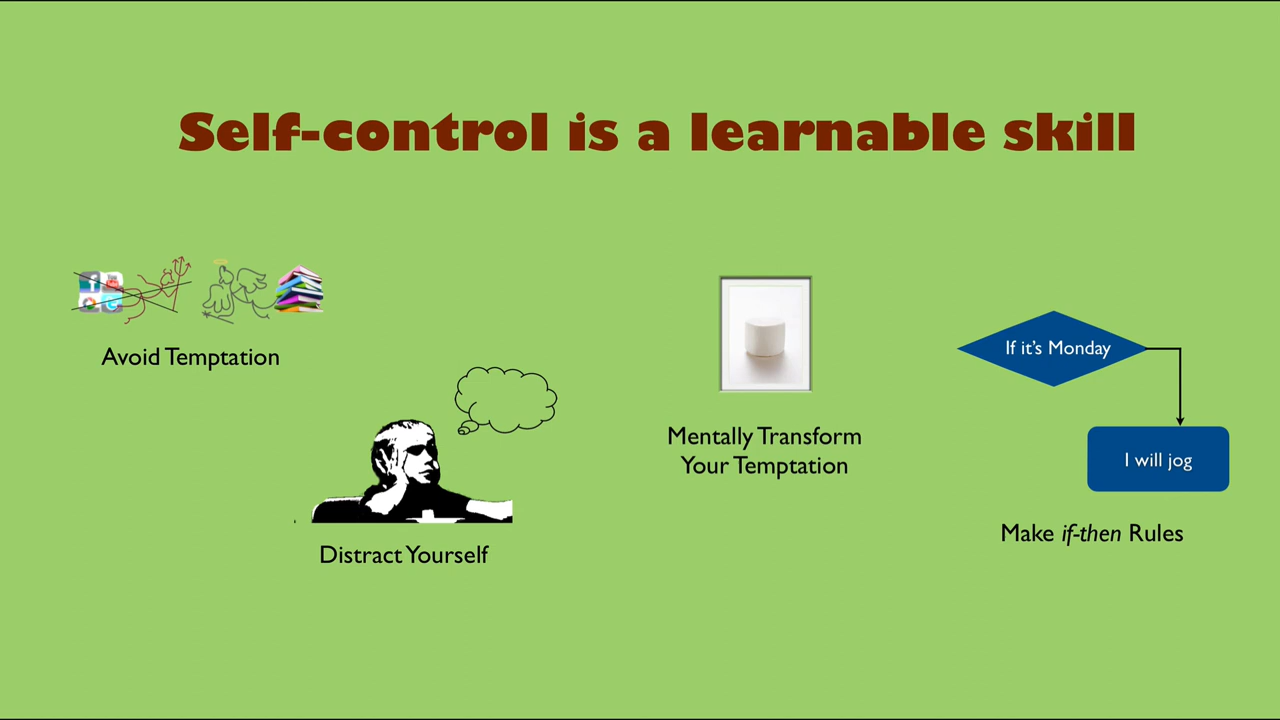 Self-control is a learnable skill
Avoid Temptation
Distract Yourself
Mentally Transform
Your Temptation
If it's Monday
I will jog
Make if-then Rules